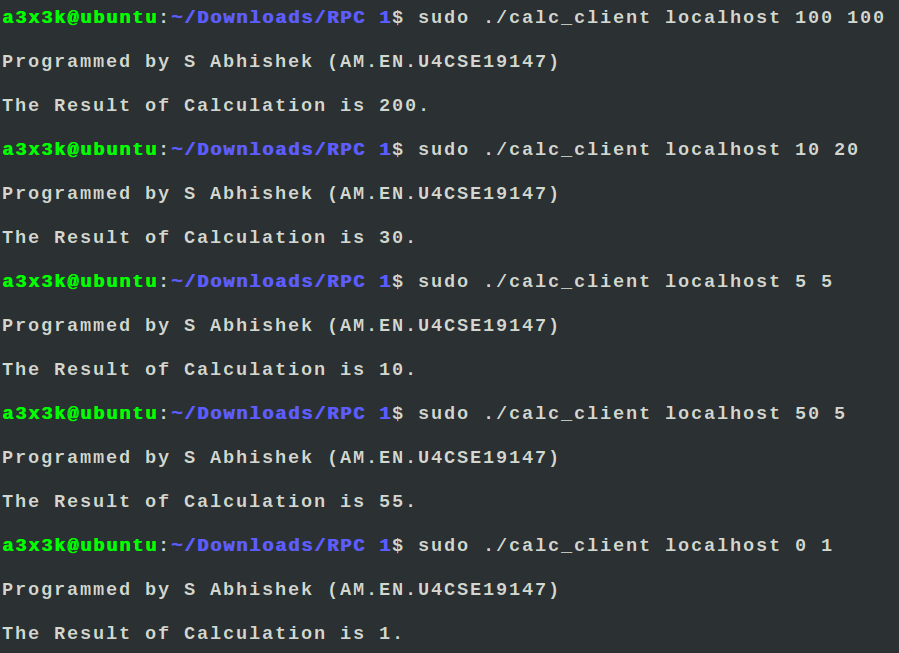 a3x3k@ubuntu:~/Downloads/RPC 1$ sudo ./calc_client localhost 100 100
Programmed by S Abhishek (AM.EN.U4CSE19147)
The Result of Calculation is 200.
a3x3k@ubuntu:~/Downloads/RPC 1$ sudo ./calc_client localhost 10 20
Programmed by S Abhishek (AM.EN.U4CSE19147)
The Result of Calculation is 30.
a3x3k@ubuntu:~/Downloads/RPC 1$ sudo ./calc_client localhost 5 5
Programmed by S Abhishek (AM.EN.U4CSE19147)
The Result of Calculation is 10.
a3x3k@ubuntu:~/Downloads/RPC 1$ sudo ./calc_client localhost 50 5
Programmed by S Abhishek (AM.EN.U4CSE19147)
The Result of Calculation is 55.
a3x3k@ubuntu:~/Downloads/RPC 1$ sudo ./calc_client localhost 0 1
Programmed by S Abhishek (AM.EN.U4CSE19147)
The Result of Calculation is 1.